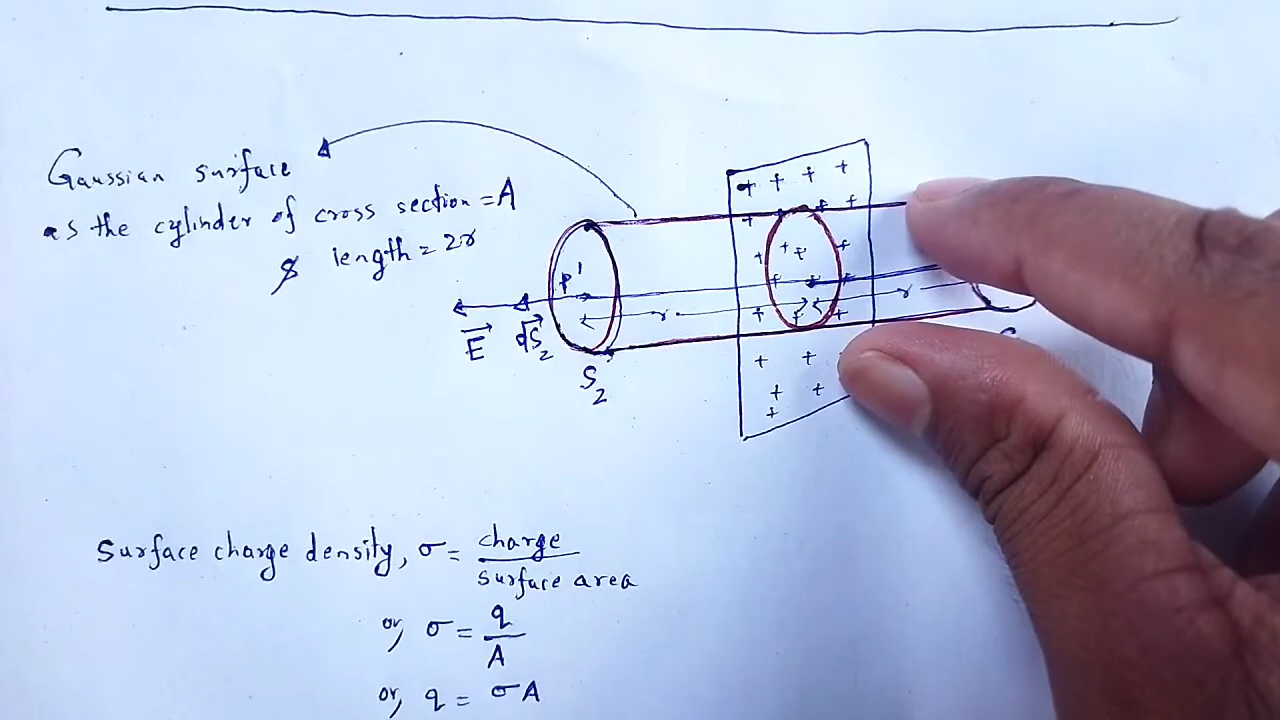 Gaussian surface
as the cylinder of cross section = A
& length = 2r
P'
E
dS2
S2
r
r
Surface charge density, σ = charge / surface area
or, σ = q / A
or, q = σA